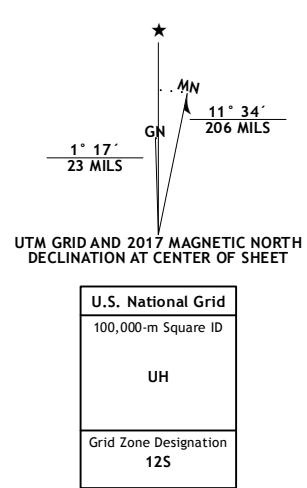 ★
MN
GN
11° 34´
206 MILS
1° 17´
23 MILS
UTM GRID AND 2017 MAGNETIC NORTH
DECLINATION AT CENTER OF SHEET
U.S. National Grid
100,000-m Square ID
UH
Grid Zone Designation
12S